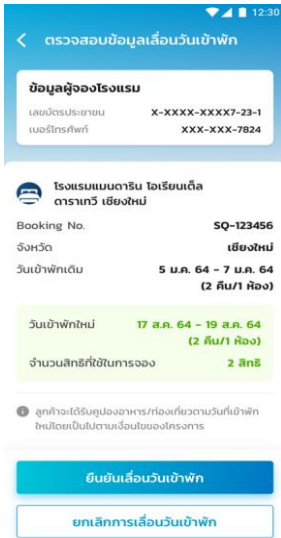 12:30
ตรวจสอบข้อมูลเลื่อนวันเข้าพัก
ข้อมูลผู้จองโรงแรม
เลขบัตรประชาชน X-XXXX-XXXX7-23-1
เบอร์โทรศัพท์ XXX-XXX-7824
โรงแรมแมนดาริน โอเรียนเต็ล
ดาราเทวี เชียงใหม่
Booking No. SQ-123456
จังหวัด เชียงใหม่
วันเข้าพักเดิม 5 ม.ค. 64 - 7 ม.ค. 64
(2 คืน/1 ห้อง)
วันเข้าพักใหม่ 17 ส.ค. 64 - 19 ส.ค. 64
(2 คืน/1 ห้อง)
จำนวนสิทธิที่ใช้ในการจอง 2 สิทธิ
ลูกค้าจะได้รับคูปองอาหาร/ท่องเที่ยวตามวันที่เข้าพัก
ใหม่โดยเป็นไปตามเงื่อนไขของโครงการ
ยืนยันเลื่อนวันเข้าพัก
ยกเลิกการเลื่อนวันเข้าพัก